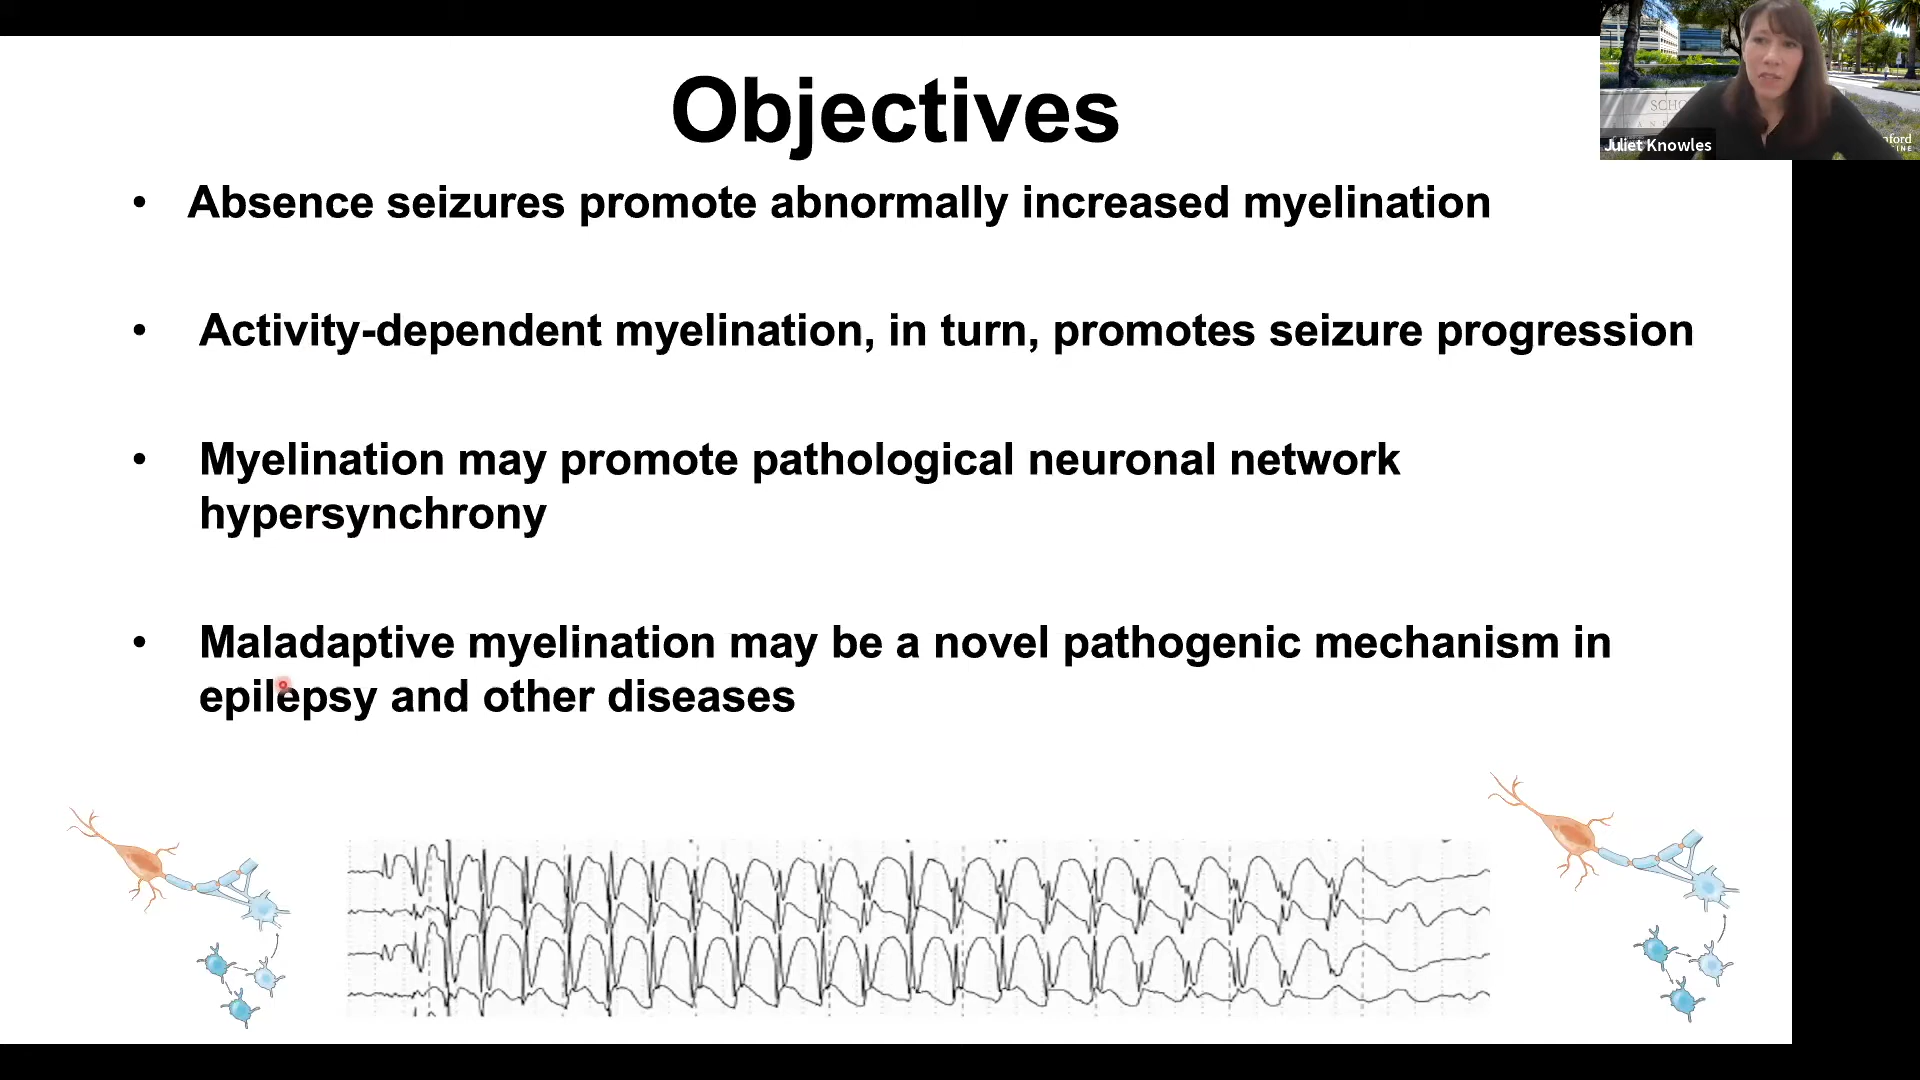 Objectives
• Absence seizures promote abnormally increased myelination
• Activity-dependent myelination, in turn, promotes seizure progression
• Myelination may promote pathological neuronal network
hypersynchrony
• Maladaptive myelination may be a novel pathogenic mechanism in
epilepsy and other diseases
Juliet Knowles